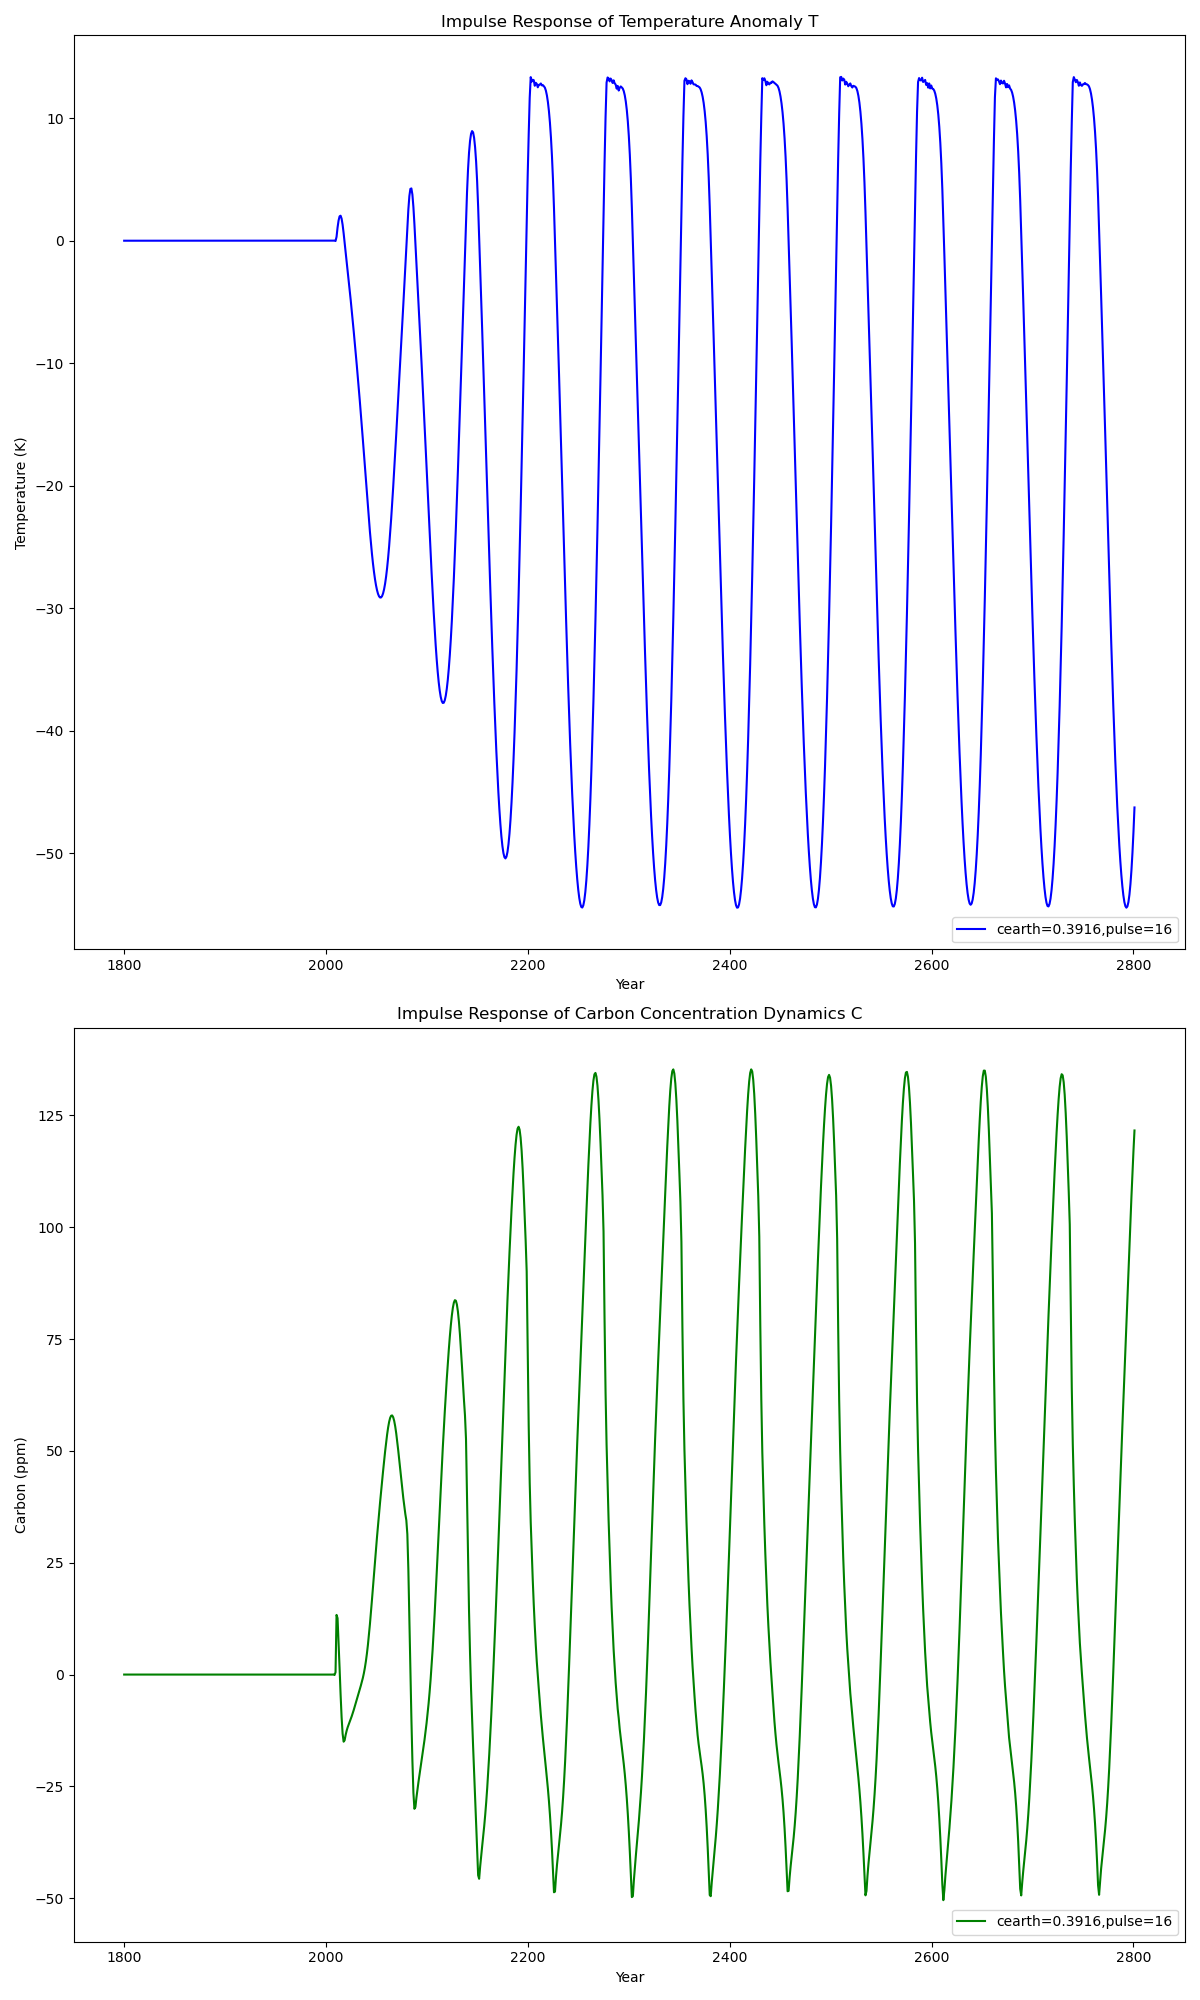 Impulse Response of Temperature Anomaly T
Temperature (K)
10
0
−10
−20
−30
−40
−50
1800 2000 2200 2400 2600 2800
Year
cearth=0.3916,pulse=16
Impulse Response of Carbon Concentration Dynamics C
Carbon (ppm)
125
100
75
50
25
0
−25
−50
1800 2000 2200 2400 2600 2800
Year
cearth=0.3916,pulse=16